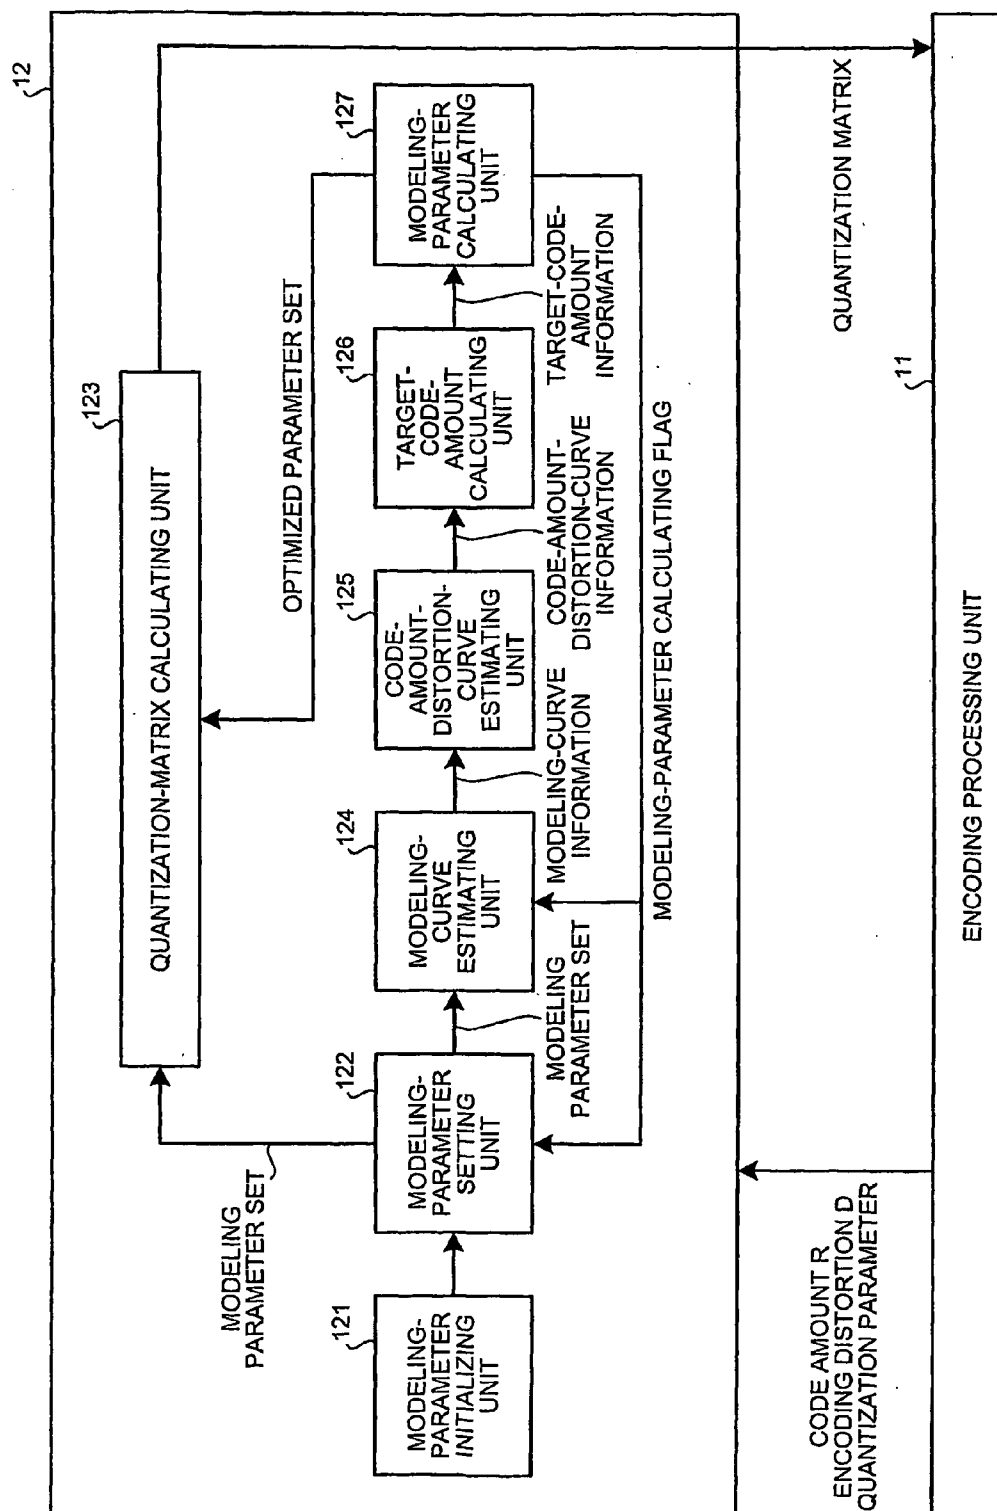 12
123
QUANTIZATION-MATRIX CALCULATING UNIT
MODELING
PARAMETER SET
OPTIMIZED PARAMETER SET
121
MODELING-
PARAMETER
INITIALIZING
UNIT
122
MODELING-
PARAMETER
SETTING
UNIT
124
MODELING-
CURVE
ESTIMATING
UNIT
125
CODE-
AMOUNT-
DISTORTION-
CURVE
ESTIMATING
UNIT
126
TARGET-
CODE-
AMOUNT
CALCULATING
UNIT
127
MODELING-
PARAMETER
CALCULATING
UNIT
MODELING
PARAMETER SET
MODELING-CURVE
INFORMATION
CODE-AMOUNT-
DISTORTION-CURVE
INFORMATION
TARGET-CODE-
AMOUNT
INFORMATION
MODELING-PARAMETER CALCULATING FLAG
CODE AMOUNT R
ENCODING DISTORTION D
QUANTIZATION PARAMETER
QUANTIZATION MATRIX
11
ENCODING PROCESSING UNIT